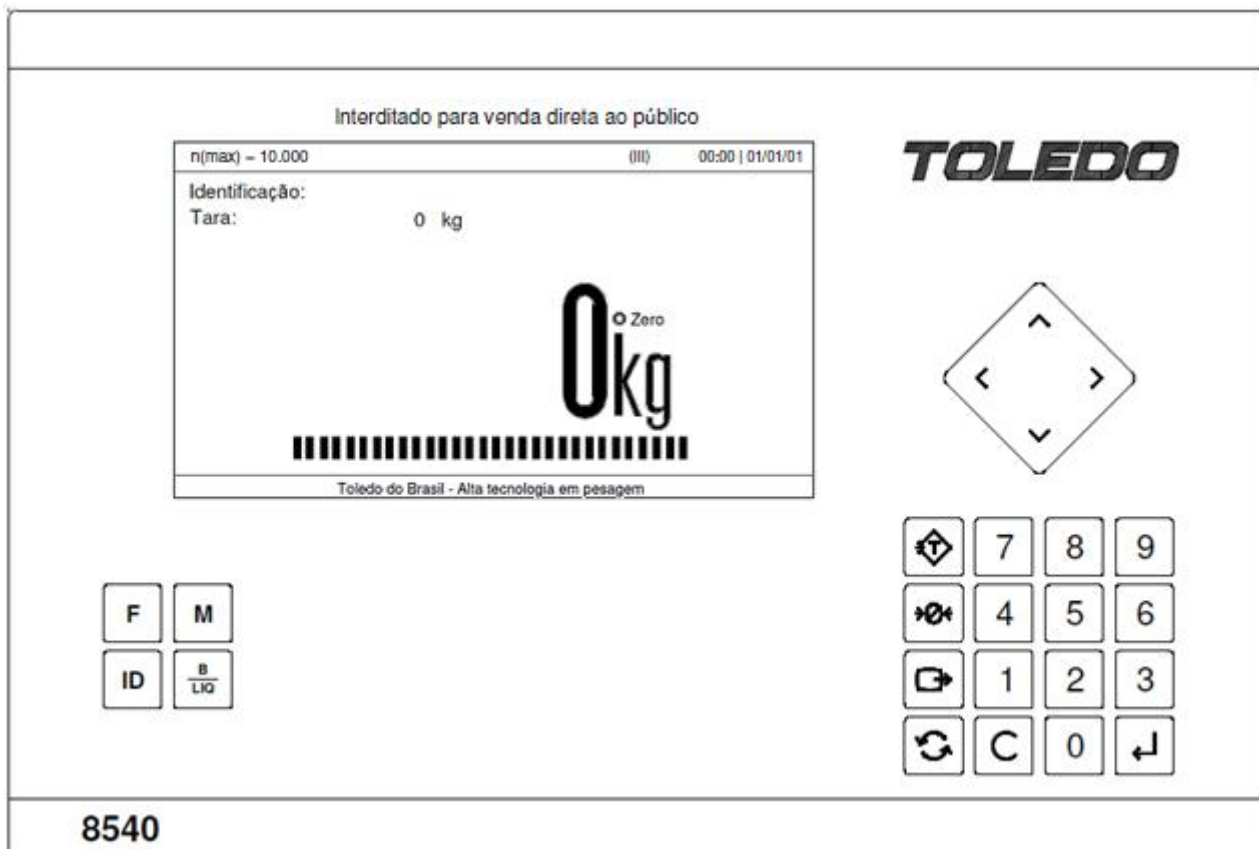 Interditado para venda direta ao público
n(max) – 10.000 (III) 00:00 | 01/01/01
TOLEDO
Identificação:
Tara: 0 kg
0kg
Zero
Toledo do Brasil - Alta tecnologia em pesagem
T 7 8 9
F M
0 4 5 6
ID B/LIQ
1 2 3
C 0
8540